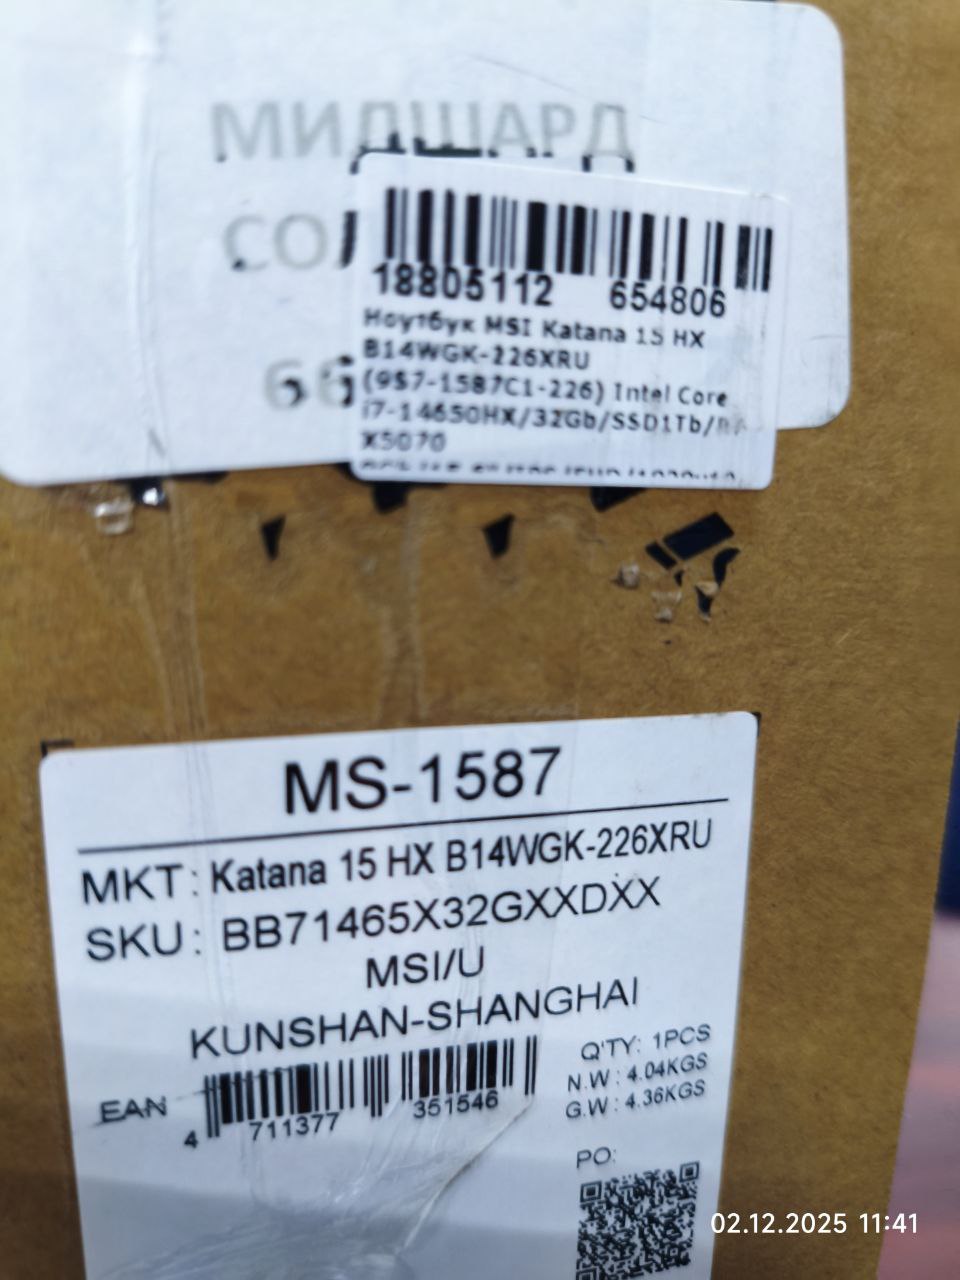 МИДШАРД
СОЛ
66
18805112 654806
Ноутбук MSI Katana 15 HX
B14WGK-226XRU
(9S7-1587C1-226) Intel Core
i7-14650HX/32Gb/SSD1Tb/
X5070
MS-1587
MKT: Katana 15 HX B14WGK-226XRU
SKU: BB71465X32GXXDXX
MSI/U
KUNSHAN-SHANGHAI
Q'TY: 1PCS
N.W: 4.04KGS
G.W: 4.36KGS
EAN
4 711377 351546
PO:
02.12.2025 11:41